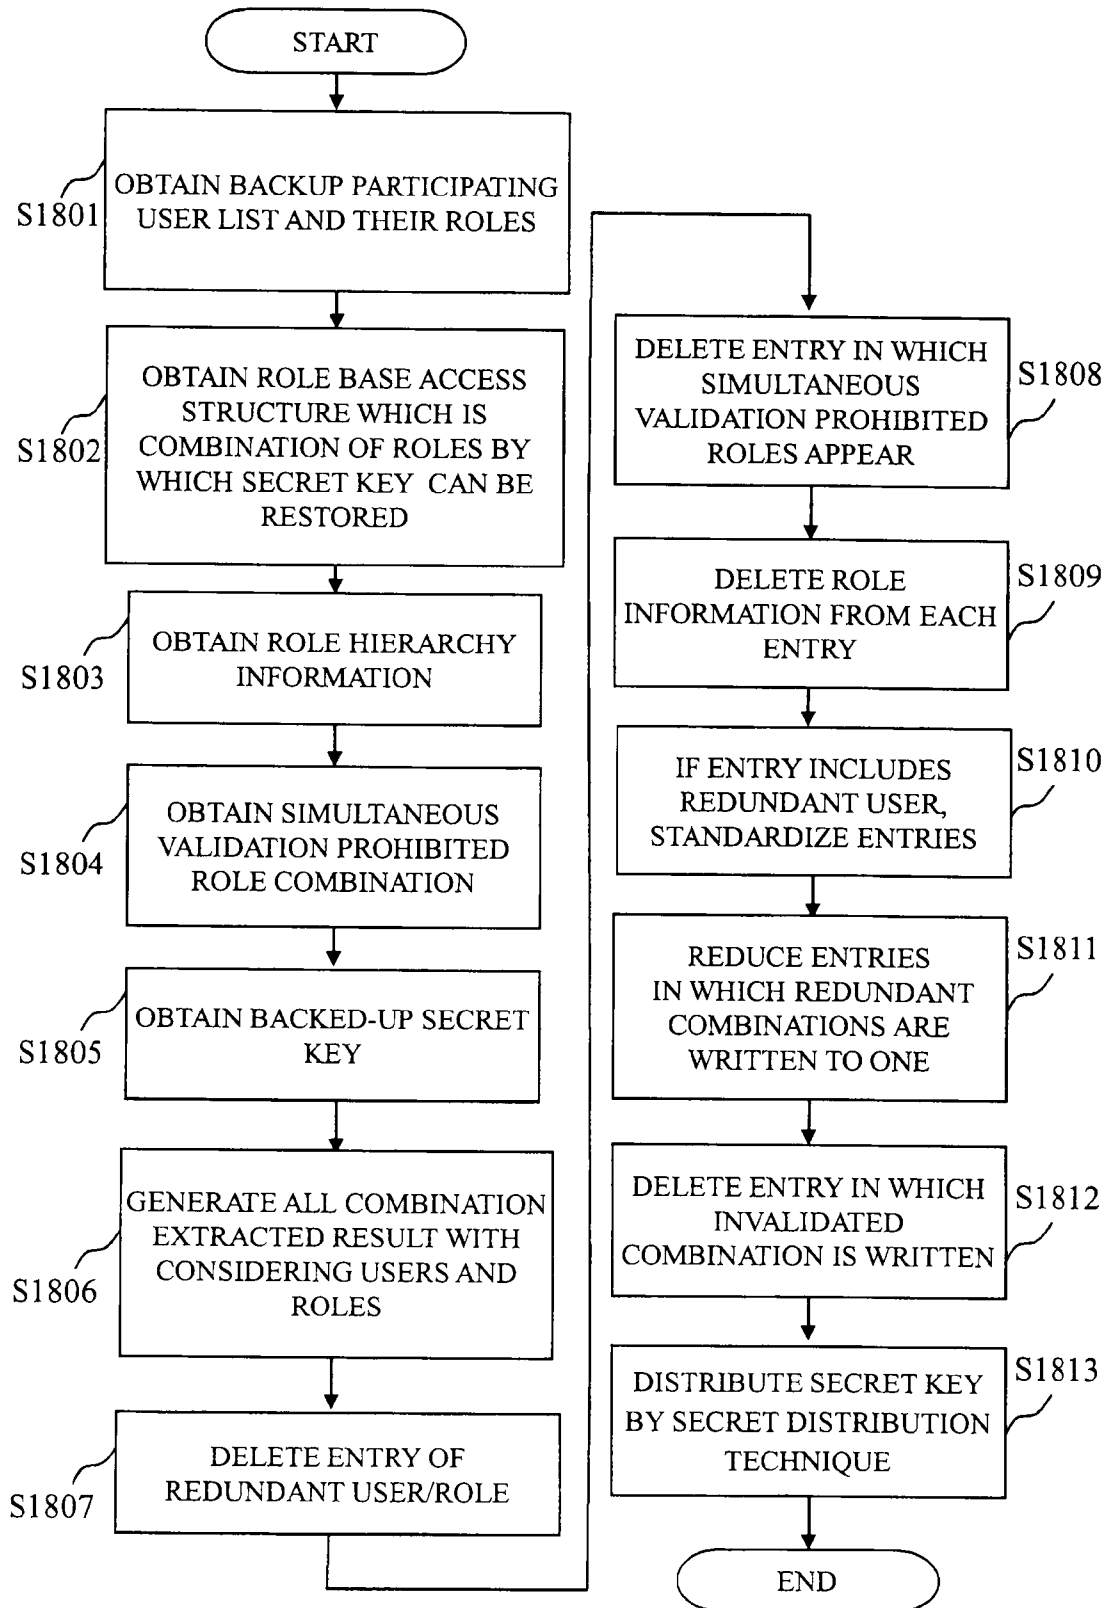 START
S1801
OBTAIN BACKUP PARTICIPATING
USER LIST AND THEIR ROLES
S1802
OBTAIN ROLE BASE ACCESS
STRUCTURE WHICH IS
COMBINATION OF ROLES BY
WHICH SECRET KEY CAN BE
RESTORED
S1803
OBTAIN ROLE HIERARCHY
INFORMATION
S1804
OBTAIN SIMULTANEOUS
VALIDATION PROHIBITED
ROLE COMBINATION
S1805
OBTAIN BACKED-UP SECRET
KEY
S1806
GENERATE ALL COMBINATION
EXTRACTED RESULT WITH
CONSIDERING USERS AND
ROLES
S1807
DELETE ENTRY OF
REDUNDANT USER/ROLE
DELETE ENTRY IN WHICH
SIMULTANEOUS
VALIDATION PROHIBITED
ROLES APPEAR
S1808
DELETE ROLE
INFORMATION FROM EACH
ENTRY
S1809
IF ENTRY INCLUDES
REDUNDANT USER,
STANDARDIZE ENTRIES
S1810
REDUCE ENTRIES
IN WHICH REDUNDANT
COMBINATIONS ARE
WRITTEN TO ONE
S1811
DELETE ENTRY IN WHICH
INVALIDATED
COMBINATION IS WRITTEN
S1812
DISTRIBUTE SECRET KEY
BY SECRET DISTRIBUTION
TECHNIQUE
S1813
END